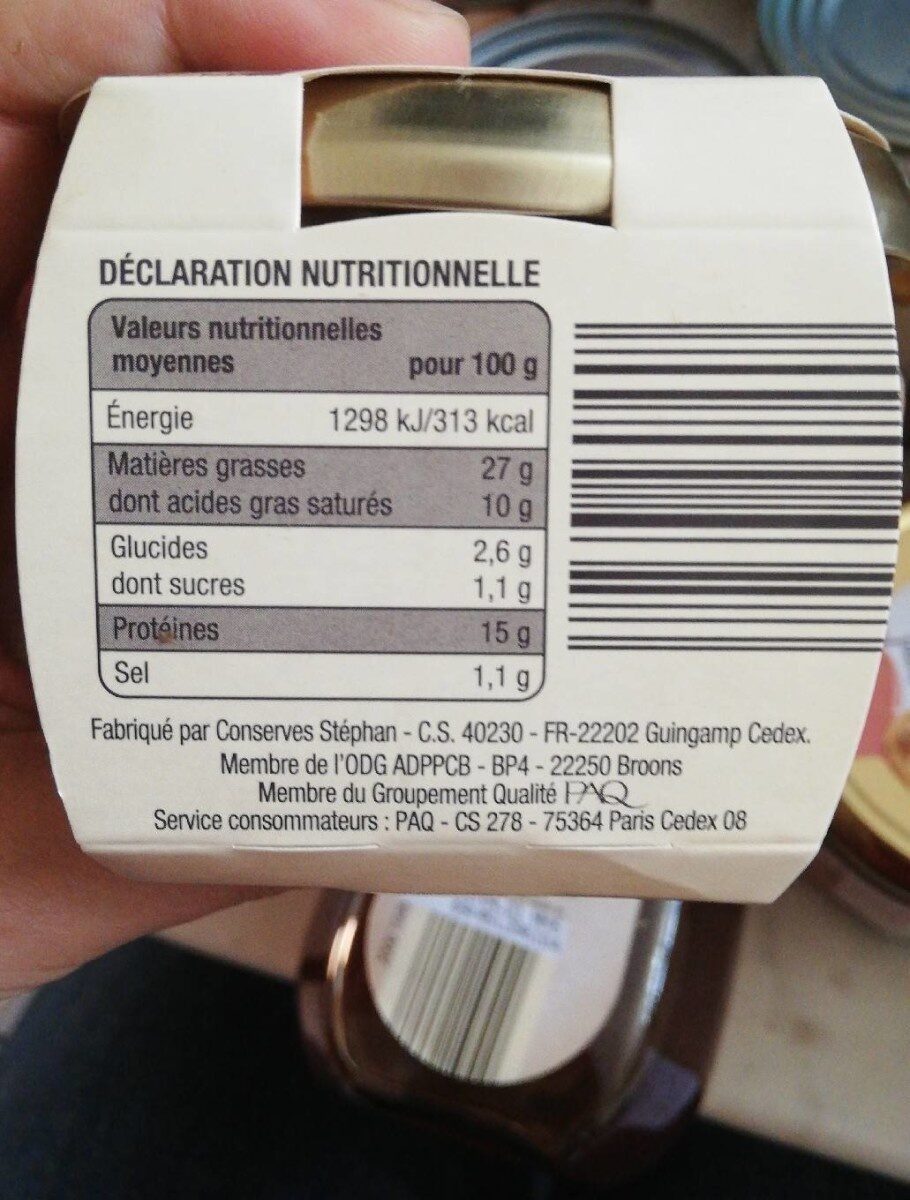 DÉCLARATION NUTRITIONNELLE
Valeurs nutritionnelles
moyennes pour 100 g
Énergie 1298 kJ/313 kcal
Matières grasses 27 g
dont acides gras saturés 10 g
Glucides 2,6 g
dont sucres 1,1 g
Protéines 15 g
Sel 1,1 g
Fabriqué par Conserves Stéphan - C.S. 40230 - FR-22202 Guingamp Cedex.
Membre de l'ODG ADPPCB - BP4 - 22250 Broons
Membre du Groupement Qualité PAQ
Service consommateurs : PAQ - CS 278 - 75364 Paris Cedex 08